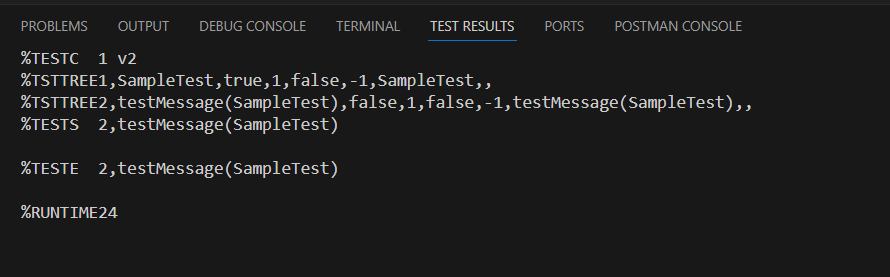 PROBLEMS OUTPUT DEBUG CONSOLE TERMINAL TEST RESULTS PORTS POSTMAN CONSOLE
%TESTC  1 v2
%TSTTREE1,SampleTest,true,1,false,-1,SampleTest,,
%TSTTREE2,testMessage(SampleTest),false,1,false,-1,testMessage(SampleTest),,
%TESTS  2,testMessage(SampleTest)
%TESTE  2,testMessage(SampleTest)
%RUNTIME24